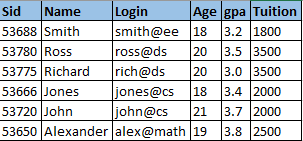 Sid Name Login Age gpa Tuition
53688 Smith smith@ee 18 3.2 1800
53780 Ross ross@ds 20 3.5 3500
53775 Richard rich@ds 20 3.0 3500
53666 Jones jones@cs 18 3.4 2000
53720 John john@cs 21 3.7 2000
53650 Alexander alex@math 19 3.8 2500